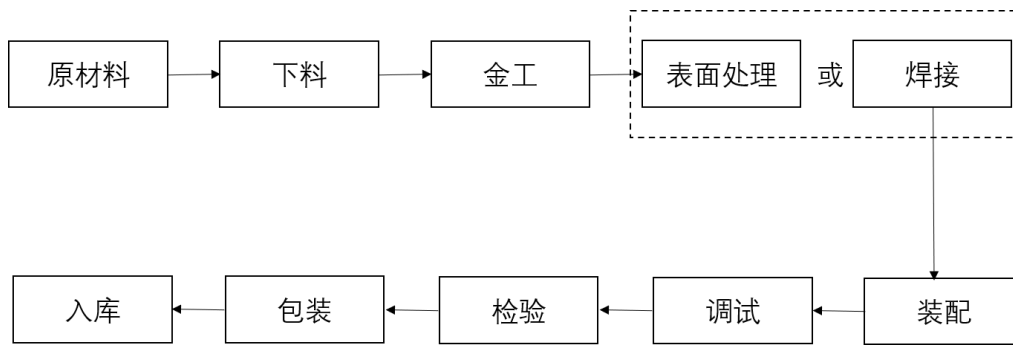 原材料
下料
金工
表面处理
或
焊接
入库
包装
检验
调试
装配